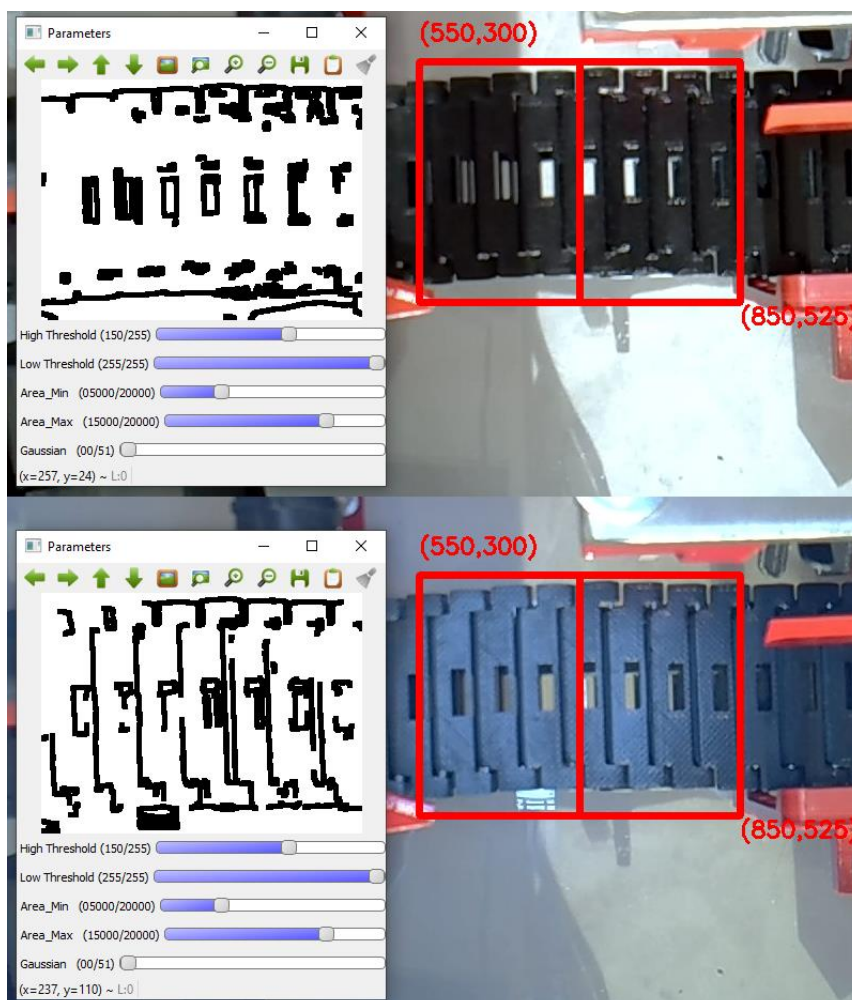 Parameters
(550,300)
High Threshold (150/255)
Low Threshold (255/255)
Area_Min (05000/20000)
Area_Max (15000/20000)
Gaussian (00/51)
(x=257, y=24) ~ L:0
(850,525)
Parameters
(550,300)
High Threshold (150/255)
Low Threshold (255/255)
Area_Min (05000/20000)
Area_Max (15000/20000)
Gaussian (00/51)
(x=237, y=110) ~ L:0
(850,525)